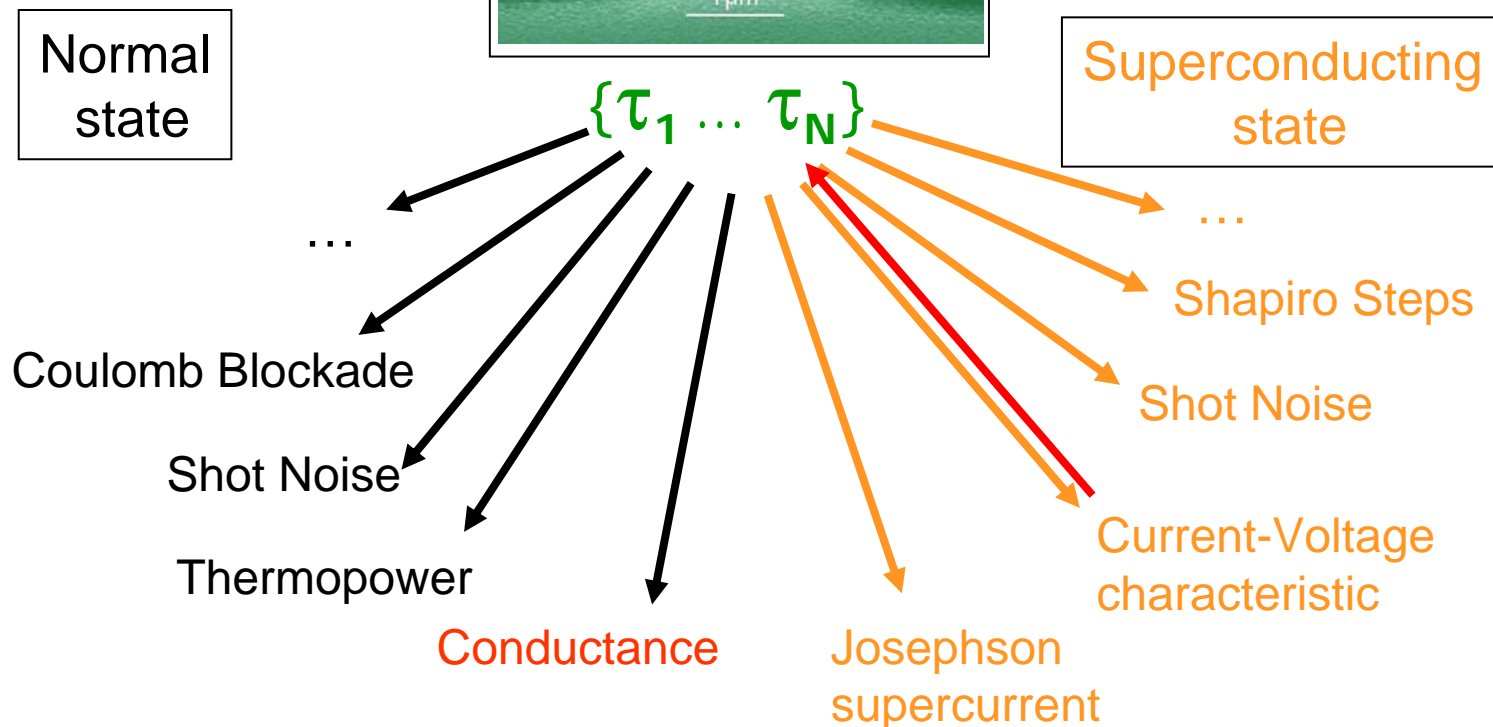 1µm
Normal
state
Superconducting
state
{τ1 ... τN}
...
...
Shapiro Steps
Coulomb Blockade
Shot Noise
Shot Noise
Current-Voltage
characteristic
Thermopower
Conductance
Josephson
supercurrent